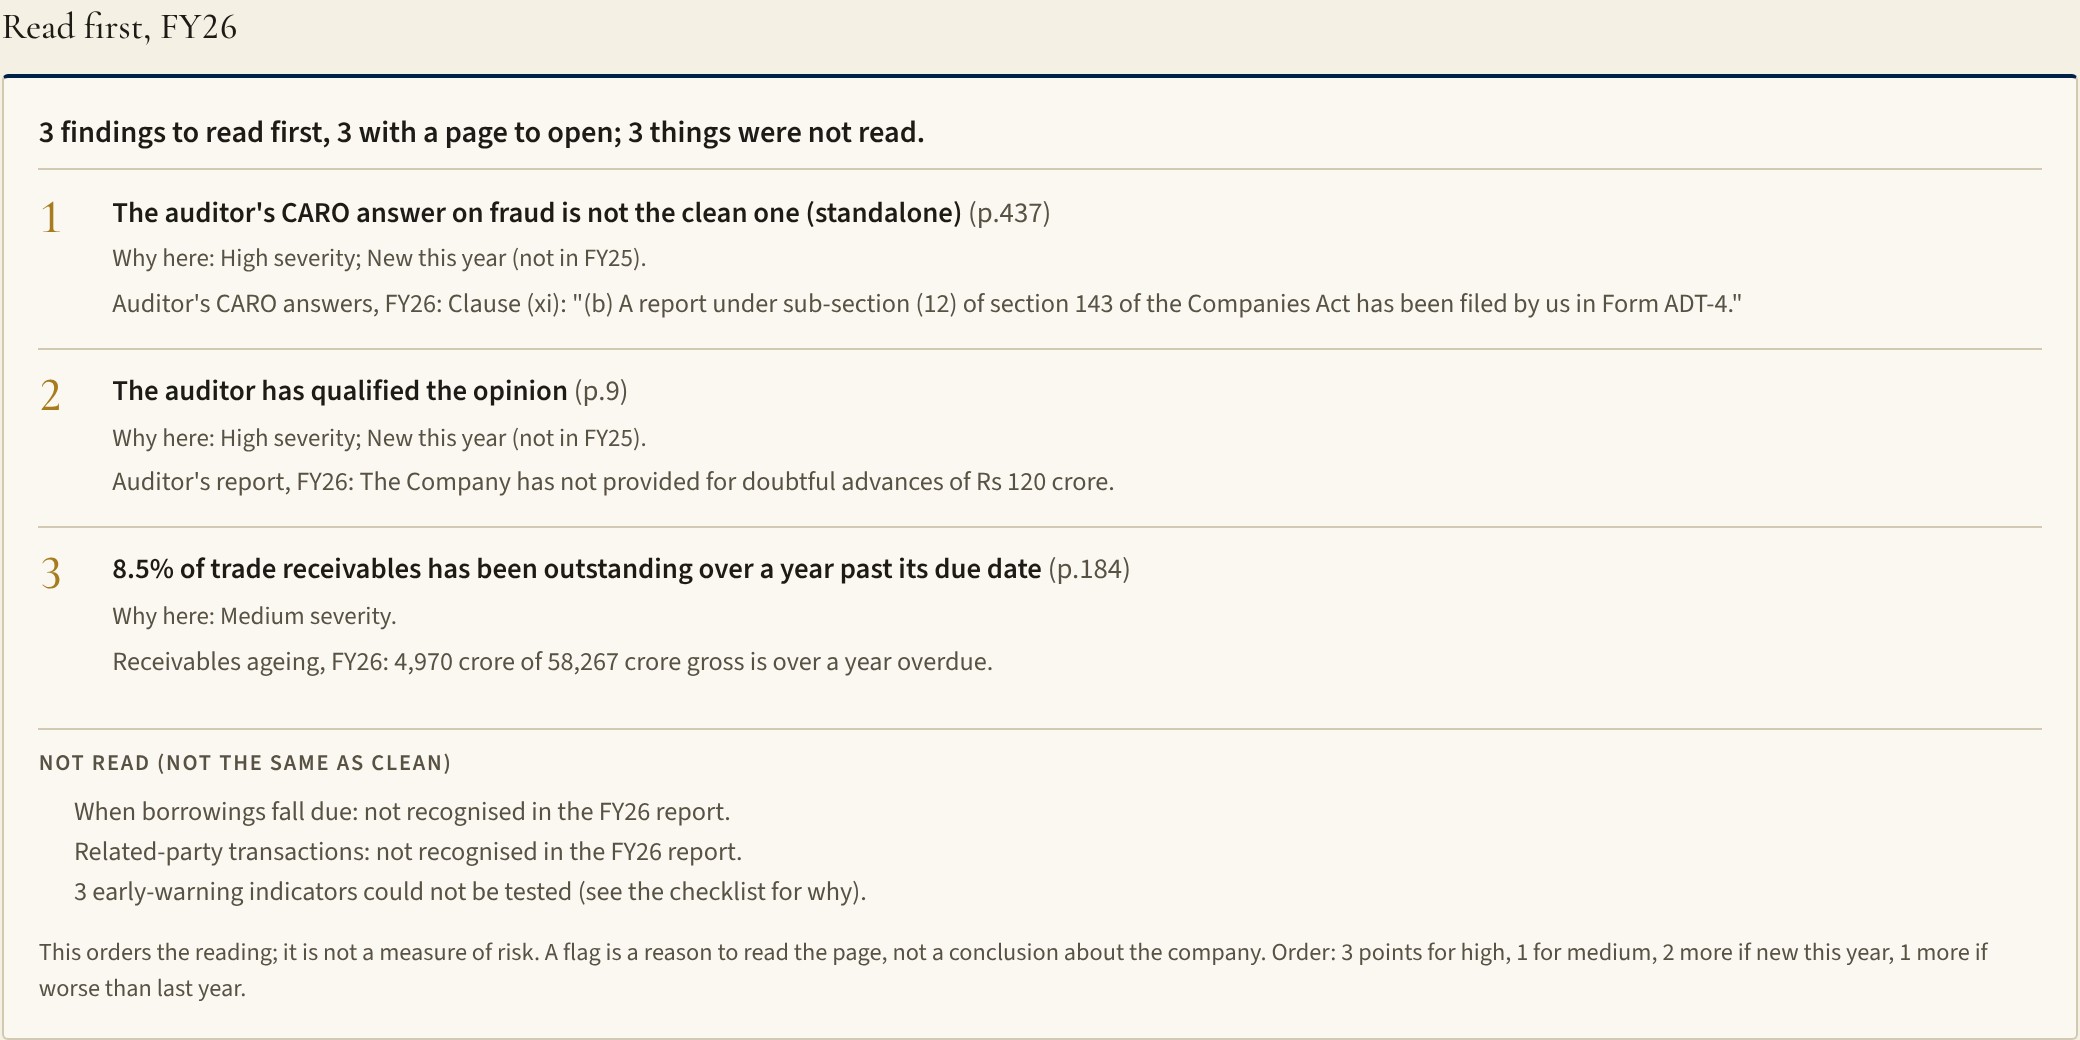 Read first, FY26
3 findings to read first, 3 with a page to open; 3 things were not read.
1
The auditor's CARO answer on fraud is not the clean one (standalone) (p.437)
Why here: High severity; New this year (not in FY25).
Auditor's CARO answers, FY26: Clause (xi): "(b) A report under sub-section (12) of section 143 of the Companies Act has been filed by us in Form ADT-4."
2
The auditor has qualified the opinion (p.9)
Why here: High severity; New this year (not in FY25).
Auditor's report, FY26: The Company has not provided for doubtful advances of Rs 120 crore.
3
8.5% of trade receivables has been outstanding over a year past its due date (p.184)
Why here: Medium severity.
Receivables ageing, FY26: 4,970 crore of 58,267 crore gross is over a year overdue.
NOT READ (NOT THE SAME AS CLEAN)
When borrowings fall due: not recognised in the FY26 report.
Related-party transactions: not recognised in the FY26 report.
3 early-warning indicators could not be tested (see the checklist for why).
This orders the reading; it is not a measure of risk. A flag is a reason to read the page, not a conclusion about the company. Order: 3 points for high, 1 for medium, 2 more if new this year, 1 more if
worse than last year.